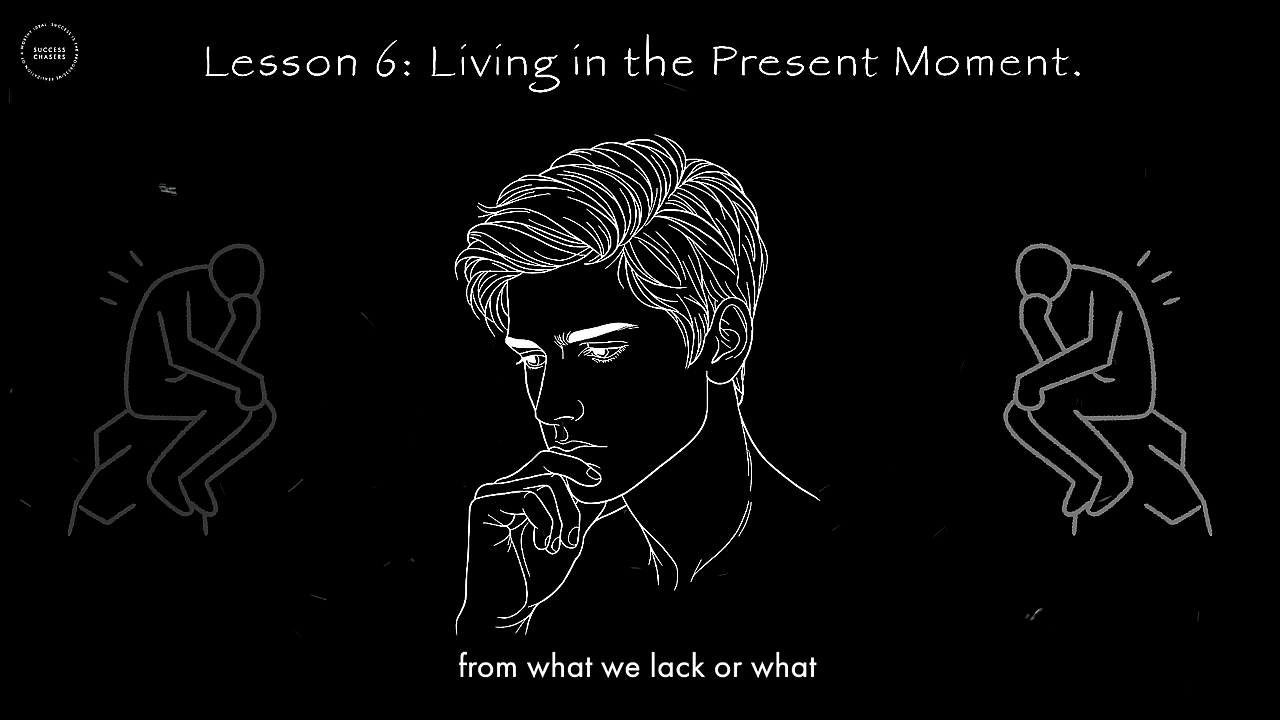 SUCCESS
CHASERS
Lesson 6: Living in the Present Moment.
from what we lack or what